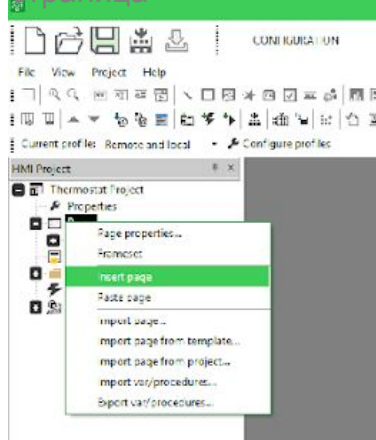 страница
CONFIGURATION
File View Project Help
Current profile: Remote and local Configure profiles
HMI Project
Thermostat Project
Properties
Page properties...
Frameset
Insert page
Paste page
Import page...
Import page from template...
Import page from project...
Import var/procedures...
Export var/procedures...